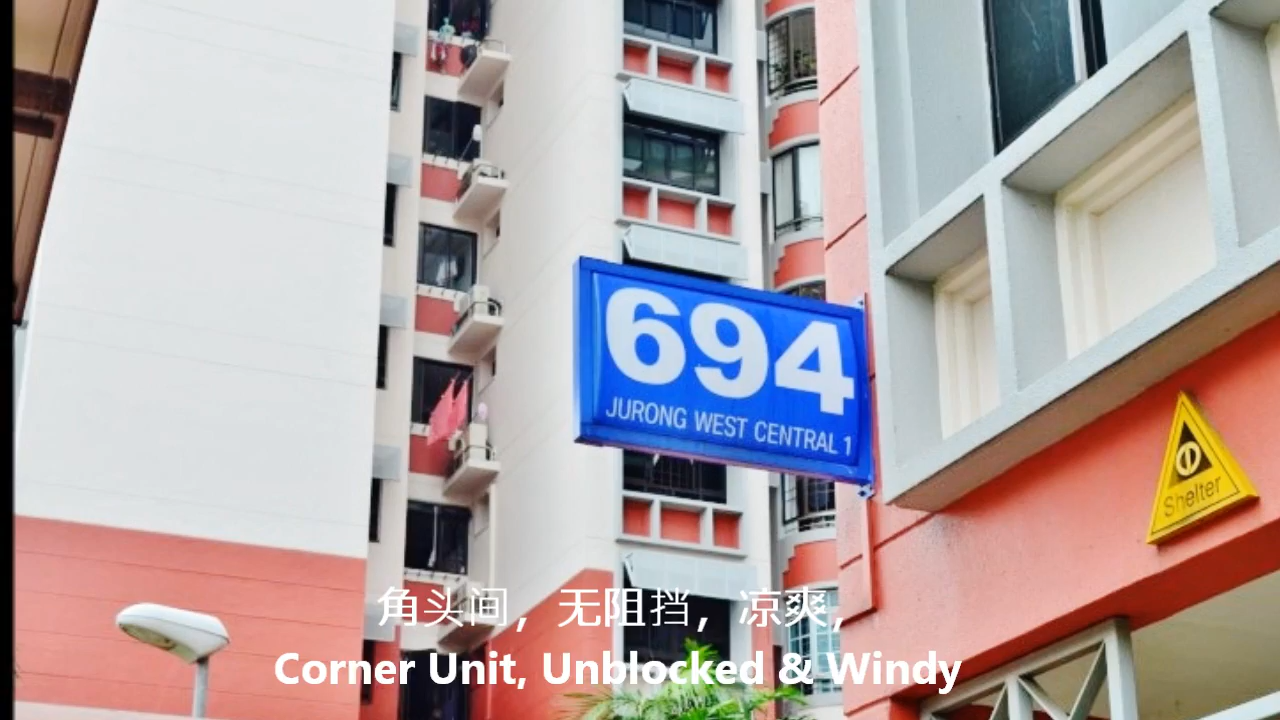 694
JURONG WEST CENTRAL 1
Shelter
角头间，无阻挡，凉爽，
Corner Unit, Unblocked & Windy